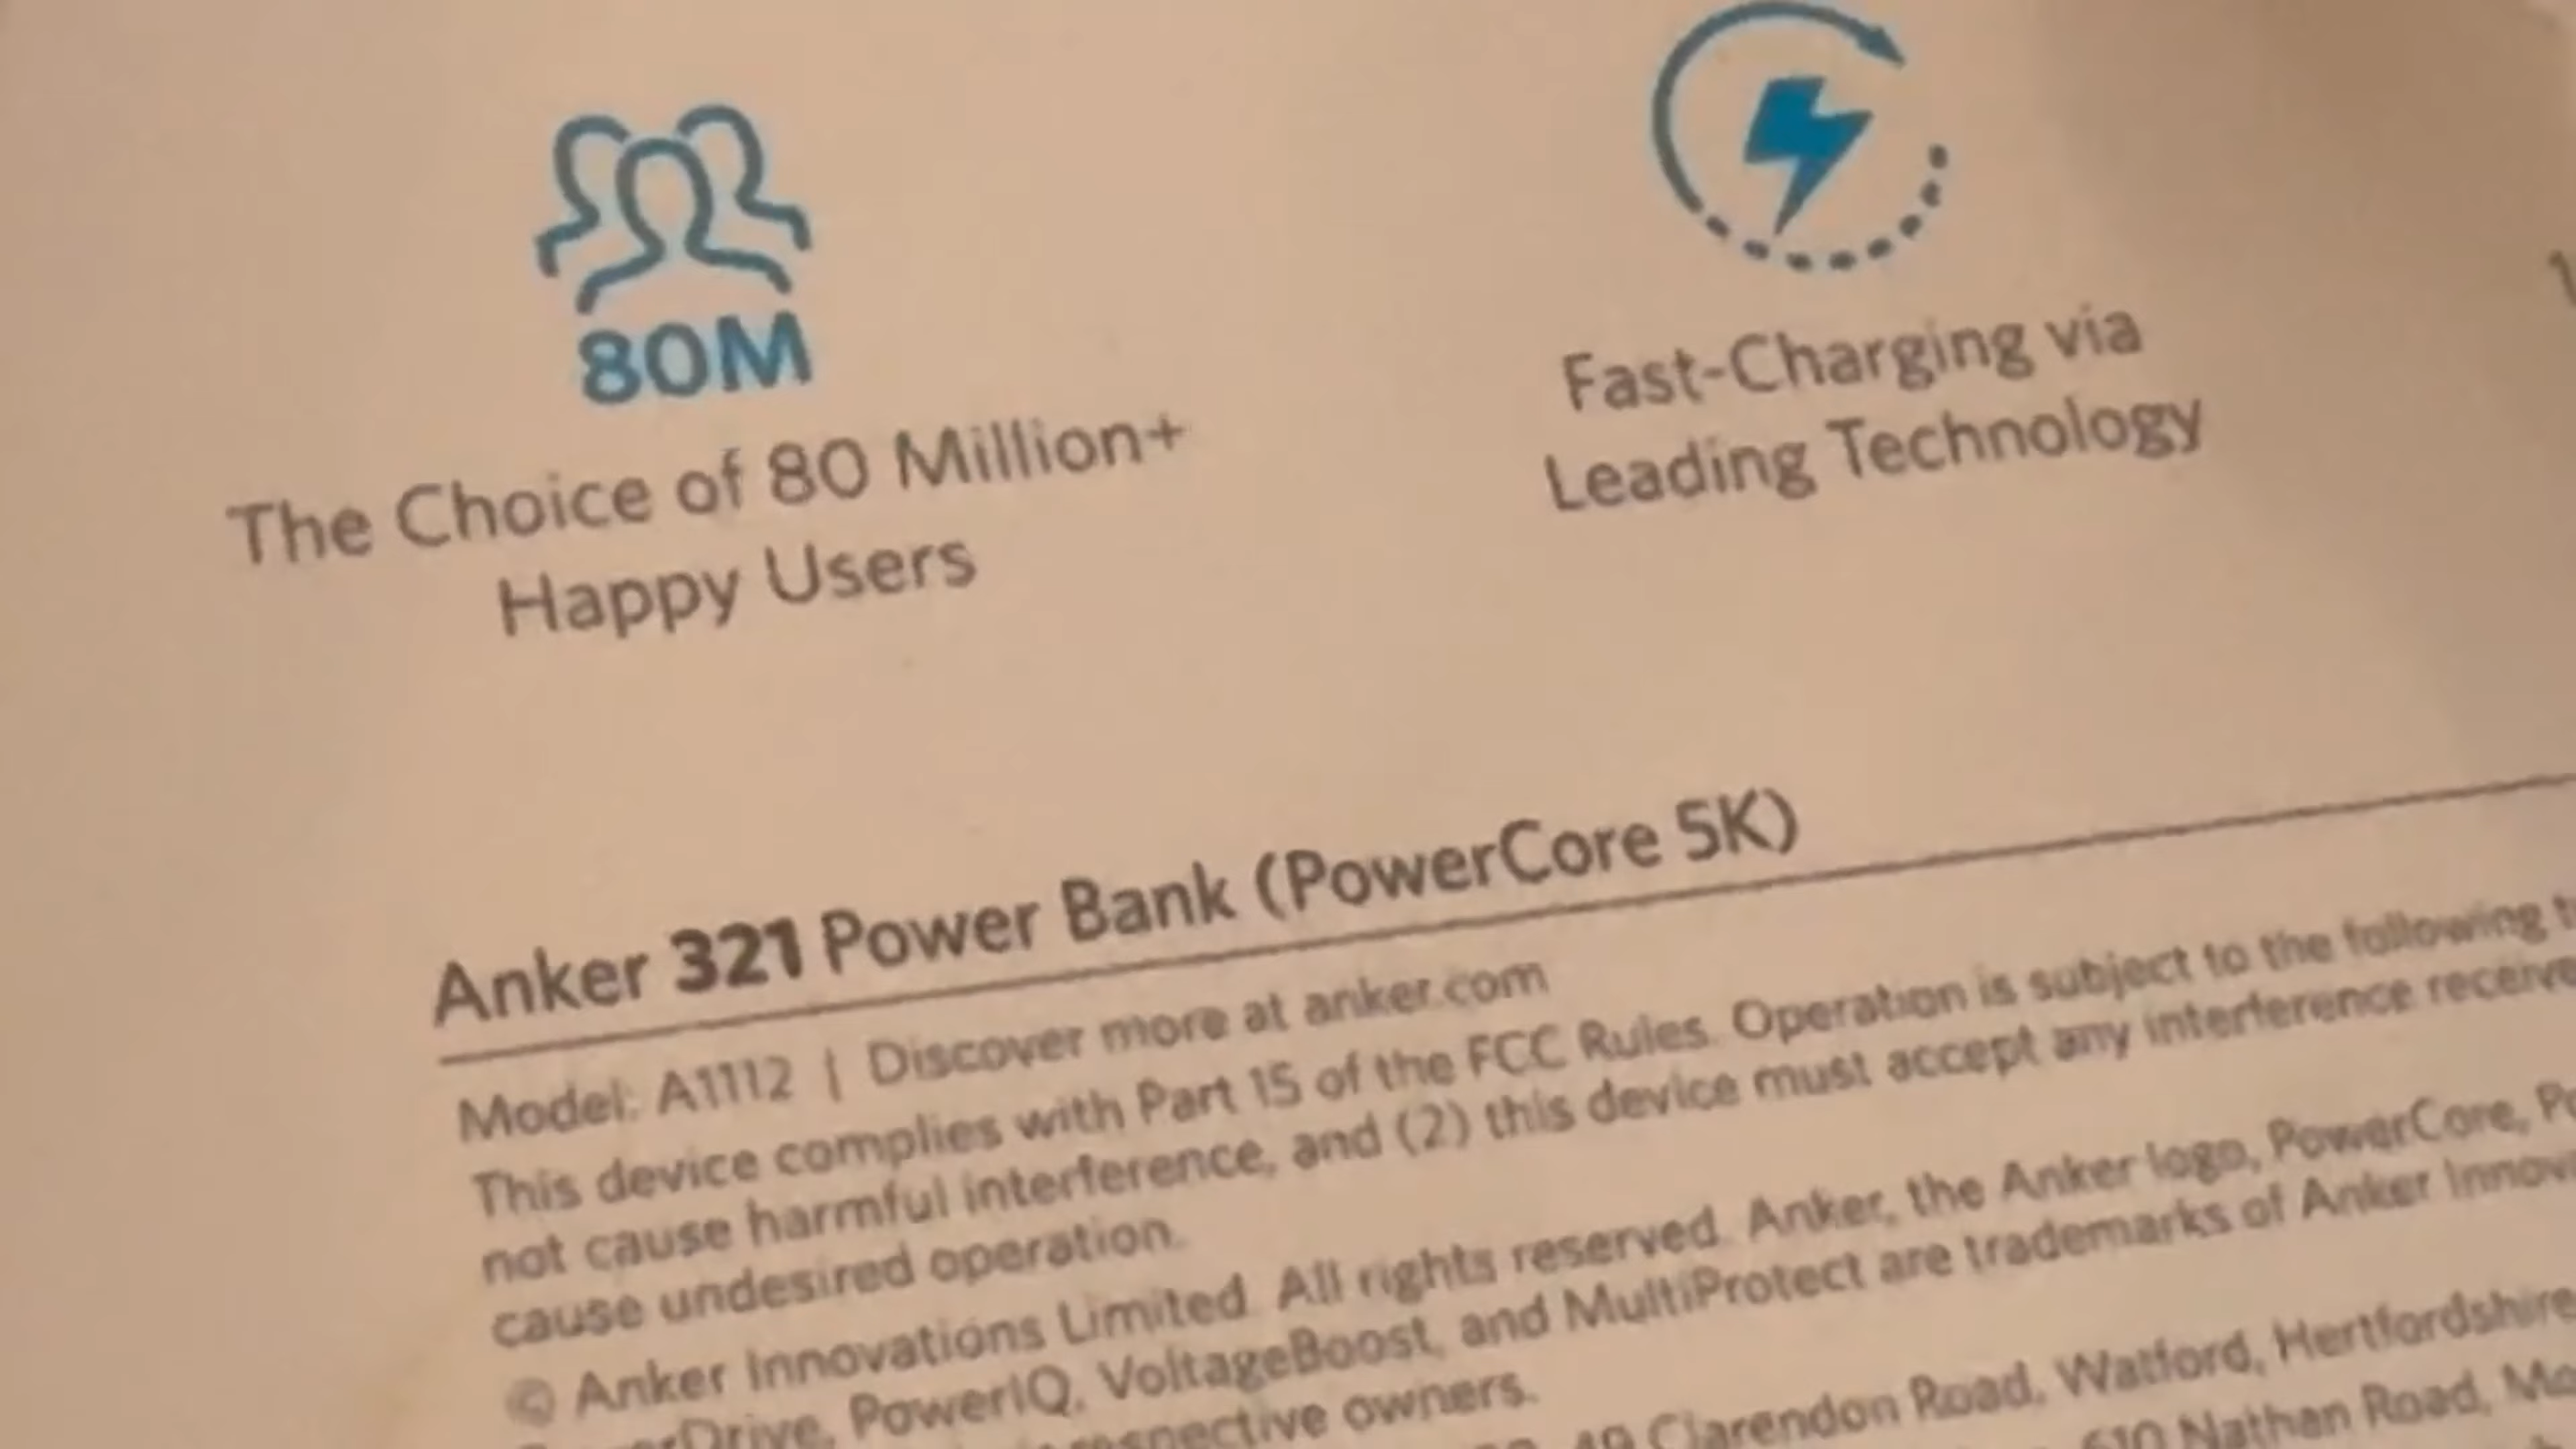 80M
The Choice of 80 Million+
Happy Users
Fast-Charging via
Leading Technology
Anker 321 Power Bank (PowerCore 5K)
Model: A1112 | Discover more at anker.com
This device complies with Part 15 of the FCC Rules. Operation is subject to the following
not cause harmful interference, and (2) this device must accept any interference
cause undesired operation.
© Anker Innovations Limited. All rights reserved. Anker, the Anker logo, PowerCore,
PowerIQ, VoltageBoost, and MultiProtect are trademarks of Anker
owners.
49 Clarendon Road, Watford, Hertfordshire
610 Nathan Road,